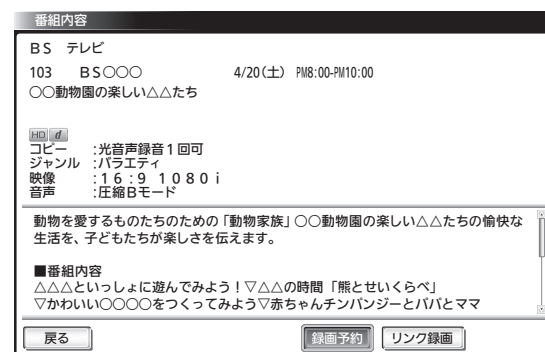 番組内容
BS テレビ
103 BS○○○ 4/20(土) PM8:00-PM10:00
○○動物園の楽しい△△たち
HD d
コピー :光音声録音1回可
ジャンル :バラエティ
映像 :16:9 1080i
音声 :圧縮Bモード
動物を愛するものたちのための「動物家族」○○動物園の楽しい△△たちの愉快な
生活を、子どもたちが楽しさを伝えます。
■番組内容
△△△といっしょに遊んでみよう!▽△△の時間「熊とせいくらべ」
▽かわいい○○○○をつくってみよう▽赤ちゃんチンパンジーとパパとママ
戻る 録画予約 リンク録画